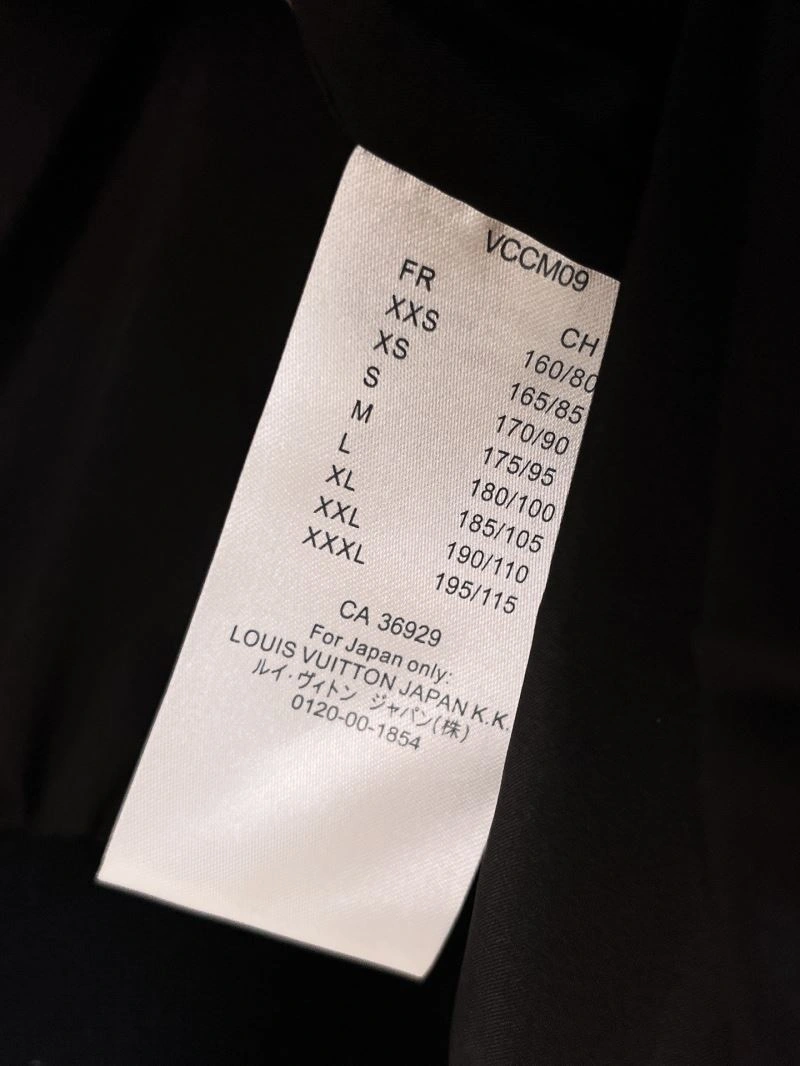 VCCM09
FR CH
XXS 160/80
XS 165/85
S 170/90
M 175/95
L 180/100
XL 185/105
XXL 190/110
XXXL 195/115
CA 36929
For Japan only:
LOUIS VUITTON JAPAN K.K.
ルイ・ヴィトン ジャパン(株)
0120-00-1854